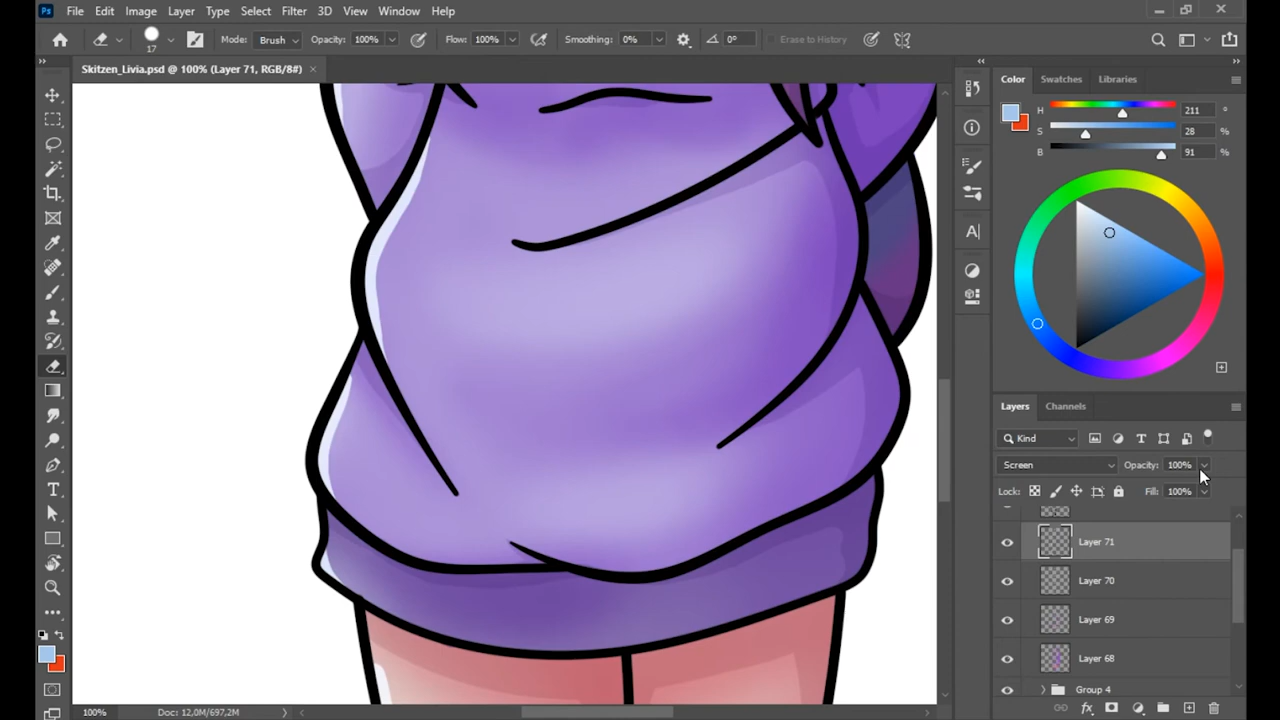 Ps File Edit Image Layer Type Select Filter 3D View Window Help
17 Mode: Brush Opacity: 100% Flow: 100% Smoothing: 0% 0° Erase to History
Skitzen_Livia.psd @ 100% (Layer 71, RGB/8#) ×
Color Swatches Libraries
H 211 °
S 28 %
B 91 %
A
Layers Channels
Kind
Screen Opacity: 100%
Lock: Fill: 100%
Layer 71
Layer 70
Layer 69
Layer 68
Group 4
fx
T
100% Doc: 12,0M/697,2M